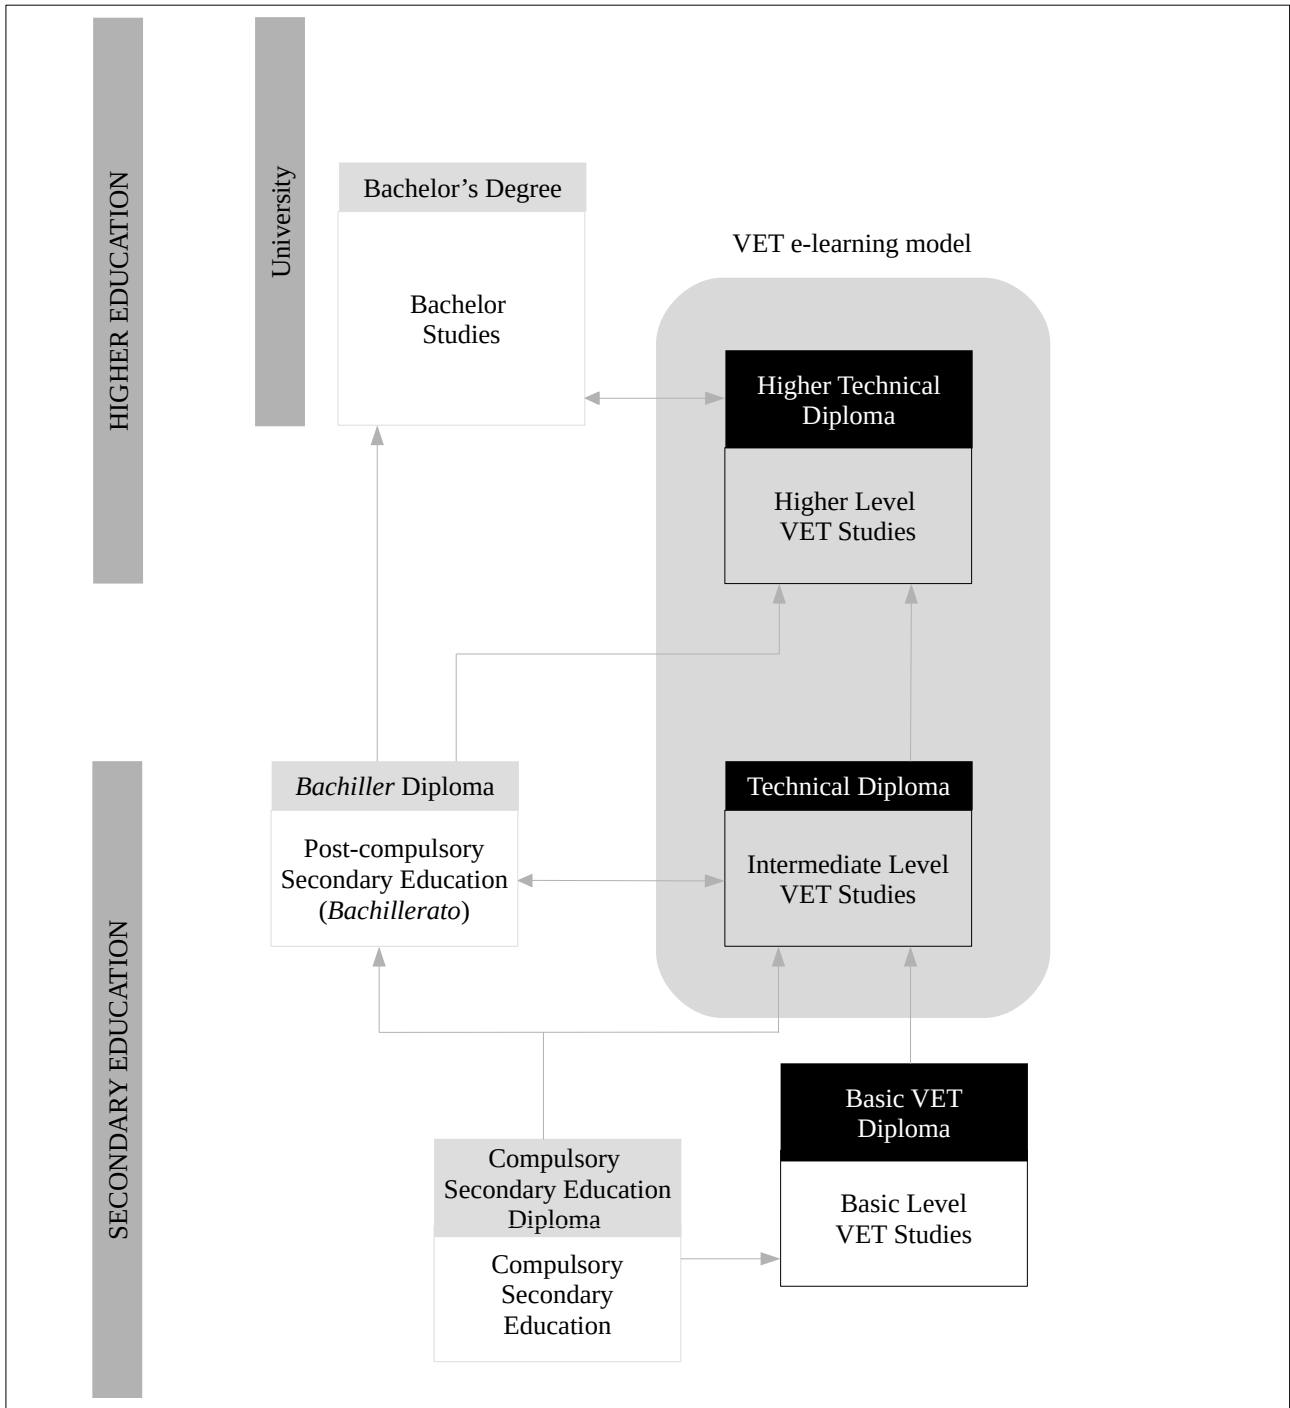 HIGHER EDUCATION
University
Bachelor’s Degree
Bachelor
Studies
VET e-learning model
Higher Technical
Diploma
Higher Level
VET Studies
SECONDARY EDUCATION
Bachiller Diploma
Post-compulsory
Secondary Education
(Bachillerato)
Technical Diploma
Intermediate Level
VET Studies
Basic VET
Diploma
Basic Level
VET Studies
Compulsory
Secondary Education
Diploma
Compulsory
Secondary
Education